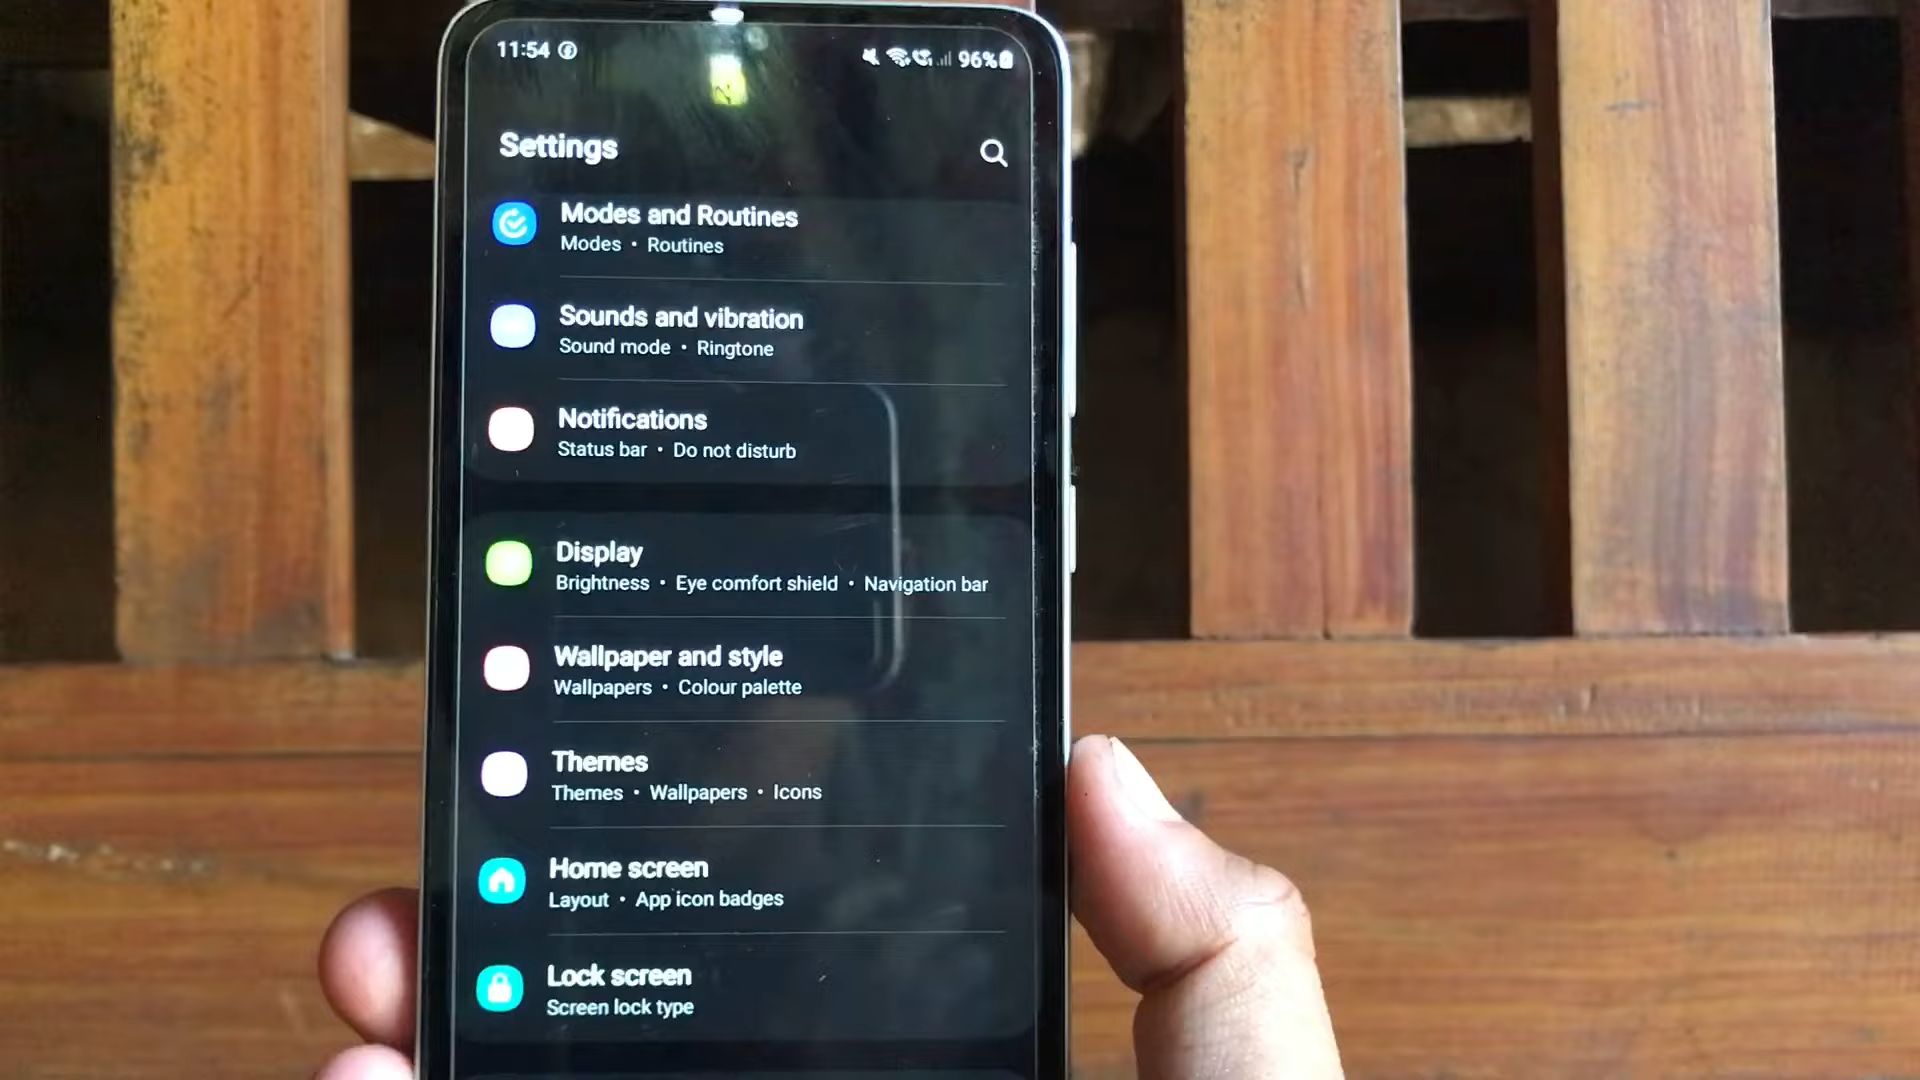 11:54 96%
Settings
Modes and Routines
Modes • Routines
Sounds and vibration
Sound mode • Ringtone
Notifications
Status bar • Do not disturb
Display
Brightness • Eye comfort shield • Navigation bar
Wallpaper and style
Wallpapers • Colour palette
Themes
Themes • Wallpapers • Icons
Home screen
Layout • App icon badges
Lock screen
Screen lock type